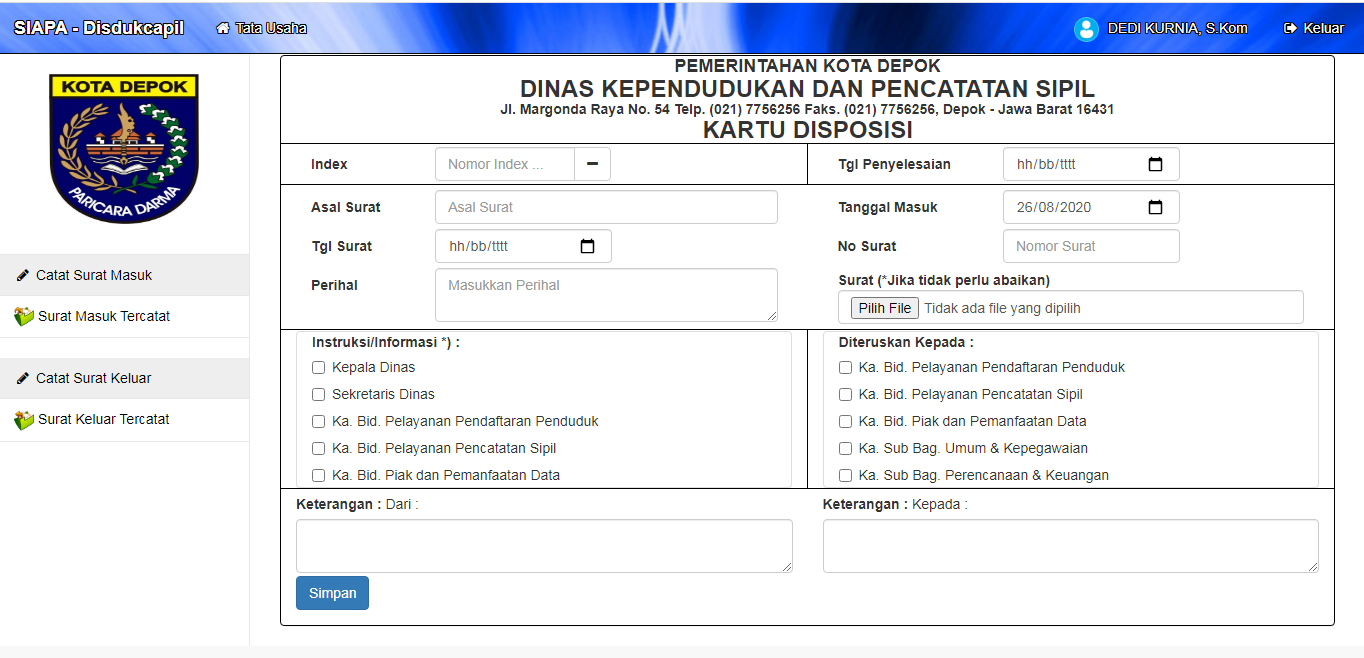 SIAPA - Disdukcapil Tata Usaha DEDI KURNIA, S.Kom Keluar
KOTA DEPOK
PARICARA DARMA
Catat Surat Masuk
Surat Masuk Tercatat
Catat Surat Keluar
Surat Keluar Tercatat
PEMERINTAHAN KOTA DEPOK
DINAS KEPENDUDUKAN DAN PENCATATAN SIPIL
Jl. Margonda Raya No. 54 Telp. (021) 7756256 Faks. (021) 7756256, Depok - Jawa Barat 16431
KARTU DISPOSISI
Index Nomor Index ... Tgl Penyelesaian hh/bb/tttt
Asal Surat Asal Surat Tanggal Masuk 26/08/2020
Tgl Surat hh/bb/tttt No Surat Nomor Surat
Perihal Masukkan Perihal Surat (*Jika tidak perlu abaikan)
Pilih File Tidak ada file yang dipilih
Instruksi/Informasi *) :
Kepala Dinas
Sekretaris Dinas
Ka. Bid. Pelayanan Pendaftaran Penduduk
Ka. Bid. Pelayanan Pencatatan Sipil
Ka. Bid. Piak dan Pemanfaatan Data
Diteruskan Kepada :
Ka. Bid. Pelayanan Pendaftaran Penduduk
Ka. Bid. Pelayanan Pencatatan Sipil
Ka. Bid. Piak dan Pemanfaatan Data
Ka. Sub Bag. Umum & Kepegawaian
Ka. Sub Bag. Perencanaan & Keuangan
Keterangan : Dari : Keterangan : Kepada :
Simpan